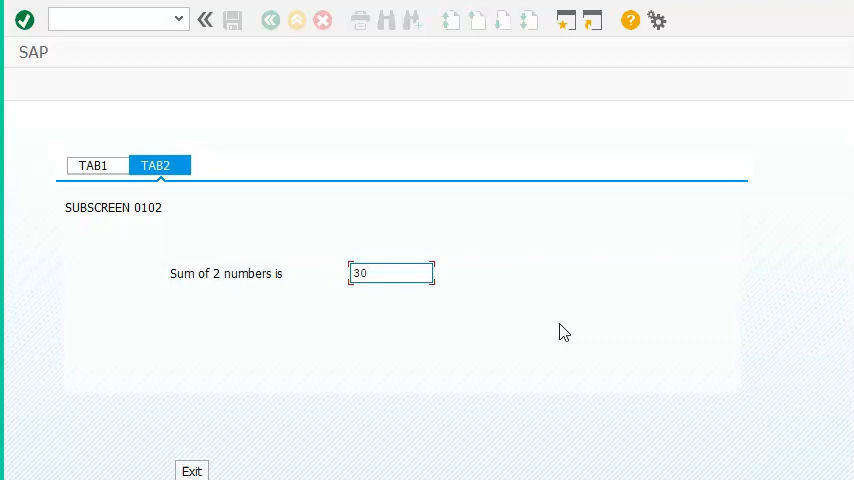 SAP
TAB1 TAB2
SUBSCREEN 0102
Sum of 2 numbers is 30
Exit